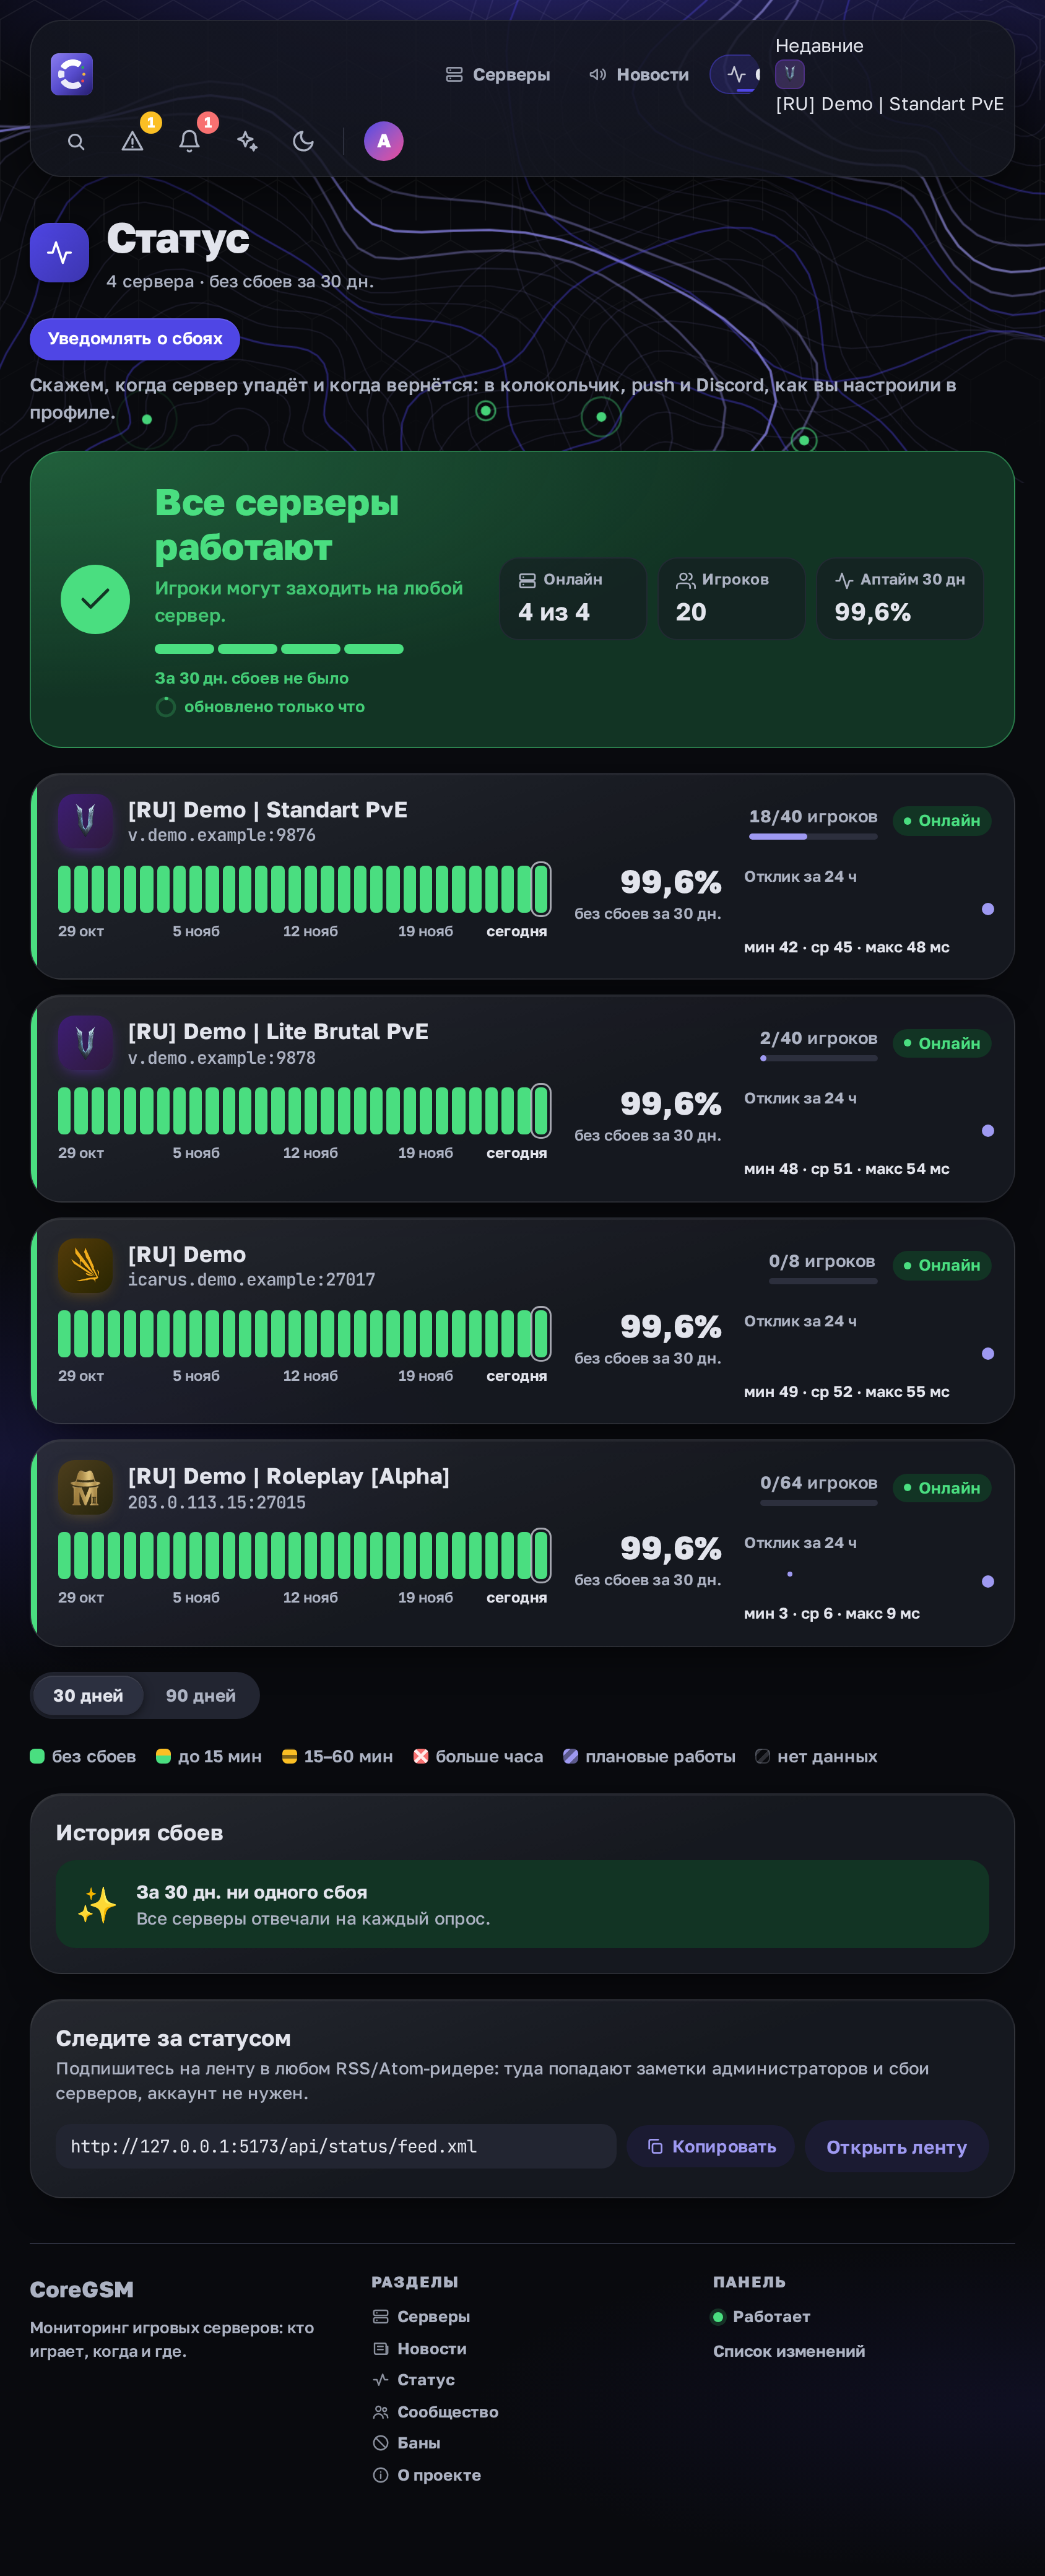 Недавние
Серверы
Новости
[RU] Demo | Standart PvE
1
1
A
Статус
4 сервера · без сбоев за 30 дн.
Уведомлять о сбоях
Скажем, когда сервер упадёт и когда вернётся: в колокольчик, push и Discord, как вы настроили в
профиле.
Все серверы
работают
Игроки могут заходить на любой
сервер.
За 30 дн. сбоев не было
обновлено только что
Онлайн
4 из 4
Игроков
20
Аптайм 30 дн
99,6%
[RU] Demo | Standart PvE
v.demo.example:9876
18/40 игроков
Онлайн
29 окт 5 нояб 12 нояб 19 нояб сегодня
99,6%
без сбоев за 30 дн.
Отклик за 24 ч
мин 42 · ср 45 · макс 48 мс
[RU] Demo | Lite Brutal PvE
v.demo.example:9878
2/40 игроков
Онлайн
29 окт 5 нояб 12 нояб 19 нояб сегодня
99,6%
без сбоев за 30 дн.
Отклик за 24 ч
мин 48 · ср 51 · макс 54 мс
[RU] Demo
icarus.demo.example:27017
0/8 игроков
Онлайн
29 окт 5 нояб 12 нояб 19 нояб сегодня
99,6%
без сбоев за 30 дн.
Отклик за 24 ч
мин 49 · ср 52 · макс 55 мс
[RU] Demo | Roleplay [Alpha]
203.0.113.15:27015
0/64 игроков
Онлайн
29 окт 5 нояб 12 нояб 19 нояб сегодня
99,6%
без сбоев за 30 дн.
Отклик за 24 ч
мин 3 · ср 6 · макс 9 мс
30 дней 90 дней
без сбоев до 15 мин 15–60 мин больше часа плановые работы нет данных
История сбоев
За 30 дн. ни одного сбоя
Все серверы отвечали на каждый опрос.
Следите за статусом
Подпишитесь на ленту в любом RSS/Atom-ридере: туда попадают заметки администраторов и сбои
серверов, аккаунт не нужен.
http://127.0.0.1:5173/api/status/feed.xml
Копировать
Открыть ленту
CoreGSM
Мониторинг игровых серверов: кто
играет, когда и где.
РАЗДЕЛЫ
Серверы
Новости
Статус
Сообщество
Баны
О проекте
ПАНЕЛЬ
Работает
Список изменений